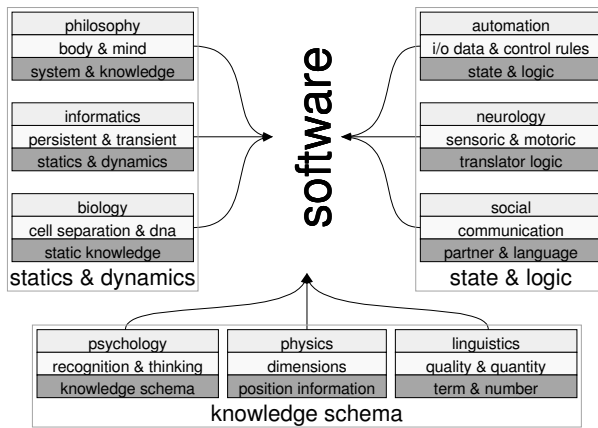 philosophy
body & mind
system & knowledge
informatics
persistent & transient
statics & dynamics
biology
cell separation & dna
static knowledge
statics & dynamics
software
automation
i/o data & control rules
state & logic
neurology
sensoric & motoric
translator logic
social
communication
partner & language
state & logic
psychology
recognition & thinking
knowledge schema
physics
dimensions
position information
linguistics
quality & quantity
term & number
knowledge schema